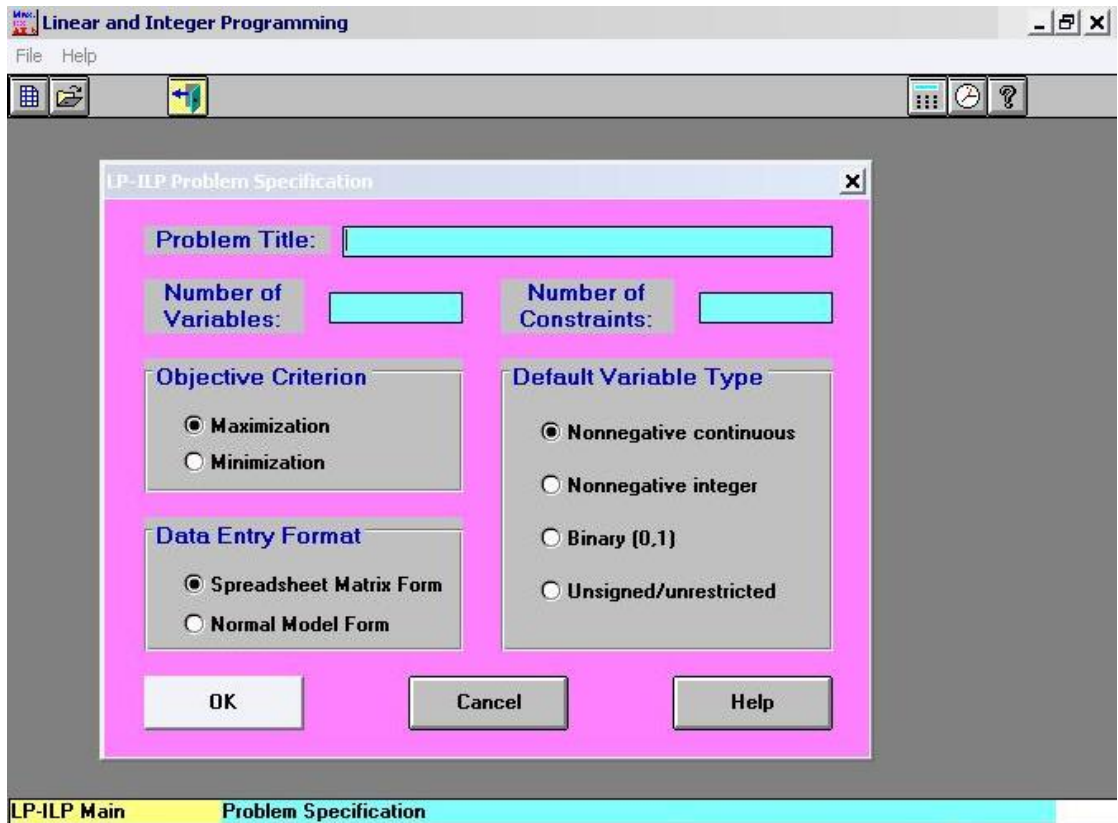 Linear and Integer Programming
File Help
LP-ILP Problem Specification
Problem Title:
Number of
Variables:
Number of
Constraints:
Objective Criterion
Maximization
Minimization
Default Variable Type
Nonnegative continuous
Nonnegative integer
Binary (0,1)
Unsigned/unrestricted
Data Entry Format
Spreadsheet Matrix Form
Normal Model Form
OK Cancel Help
LP-ILP Main Problem Specification